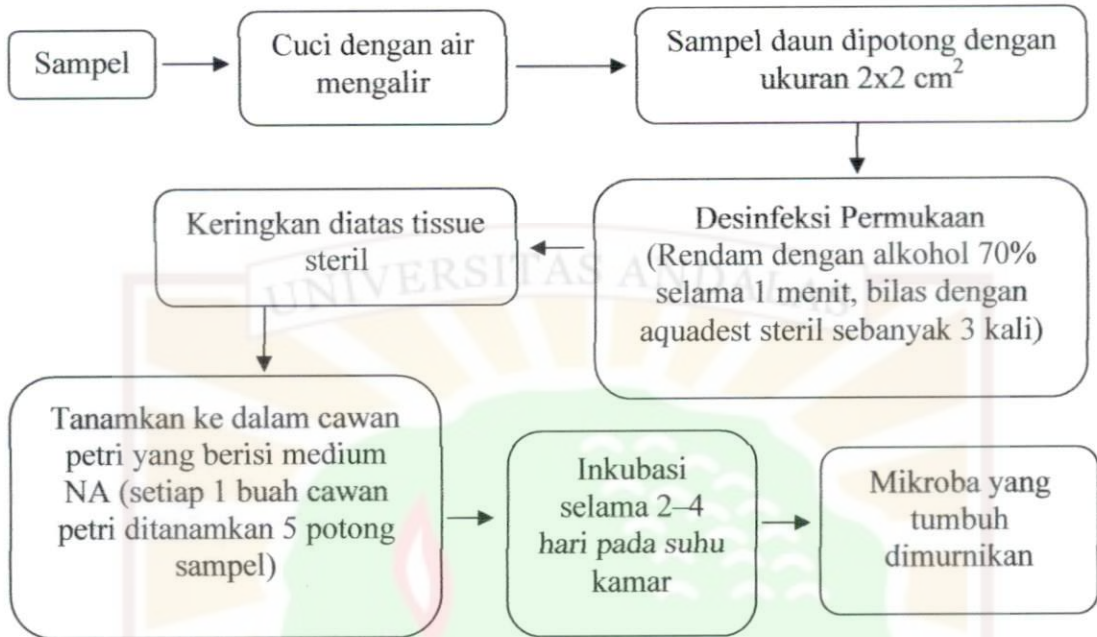 Sampel
Cuci dengan air
mengalir
Sampel daun dipotong dengan
ukuran 2x2 cm²
Desinfeksi Permukaan
(Rendam dengan alkohol 70%
selama 1 menit, bilas dengan
aquadest steril sebanyak 3 kali)
Keringkan diatas tissue
steril
UNIVERSITAS ANDALAS
Tanamkan ke dalam cawan
petri yang berisi medium
NA (setiap 1 buah cawan
petri ditanamkan 5 potong
sampel)
Inkubasi
selama 2–4
hari pada suhu
kamar
Mikroba yang
tumbuh
dimurnikan